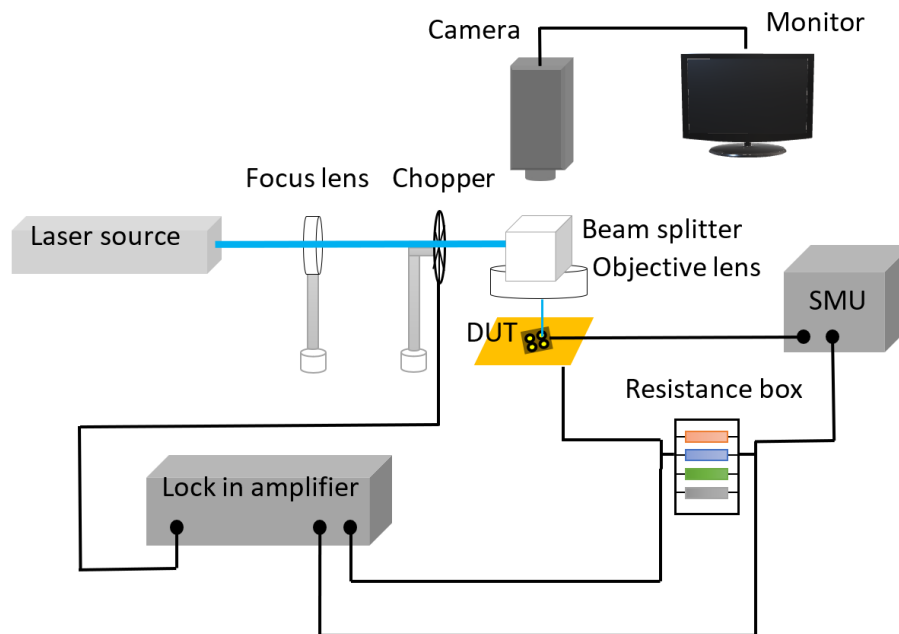 Camera
Monitor
Focus lens
Chopper
Laser source
Beam splitter
Objective lens
SMU
DUT
Resistance box
Lock in amplifier